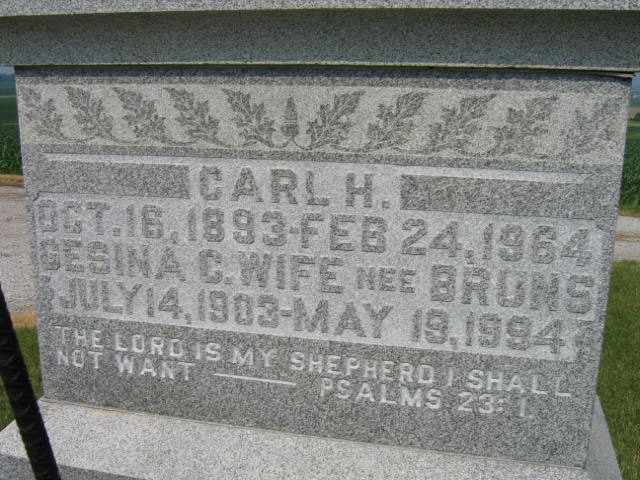 CARL H.
OCT. 16, 1893-FEB 24, 1964
GESINA C. WIFE NEE BRUNS
JULY 14, 1903-MAY 19, 1994
THE LORD IS MY SHEPHERD I SHALL
NOT WANT —— PSALMS 23: 1.